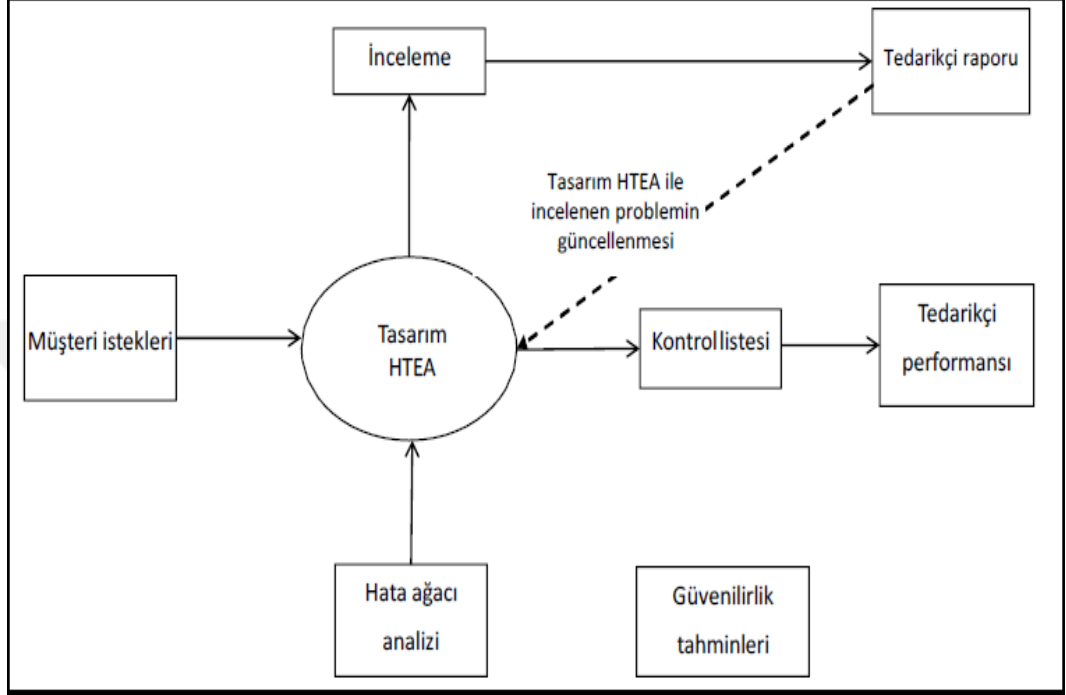 İnceleme
Tedarikçi raporu
Tasarım HTEA ile
incelenen problemin
güncellenmesi
Müşteri istekleri
Tasarım
HTEA
Kontrol listesi
Tedarikçi
performansı
Hata ağacı
analizi
Güvenilirlik
tahminleri